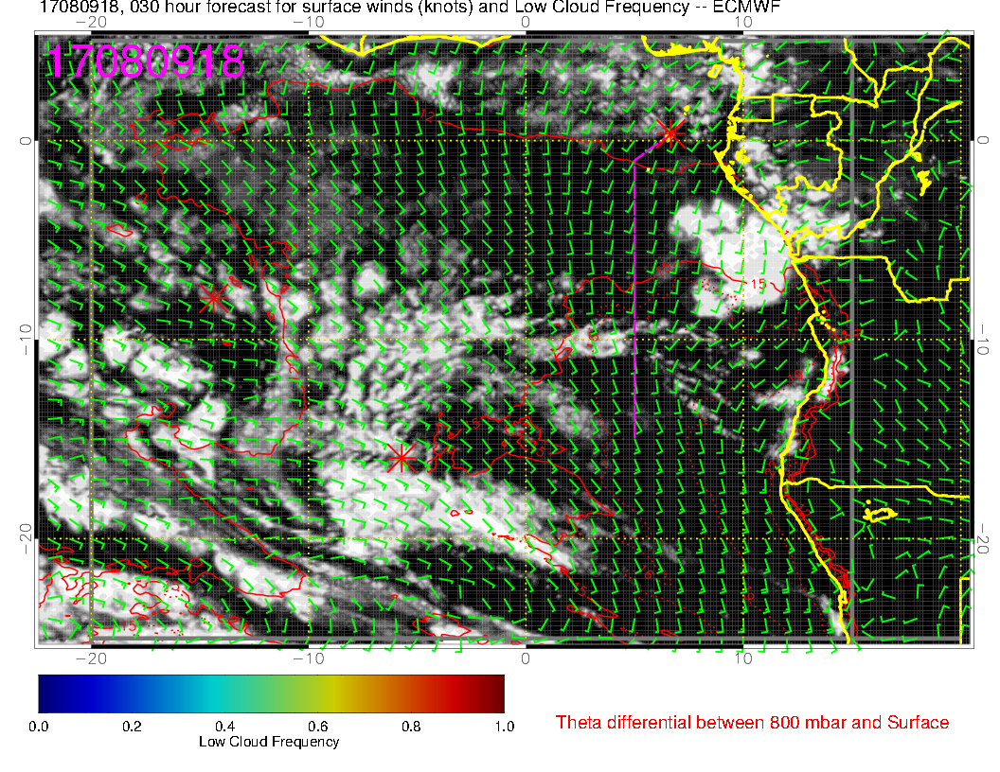 17080918, 030 hour forecast for surface winds (knots) and Low Cloud Frequency -- ECMWF
−20 −10 0 10
17080918
0 0
−10 −10
−20 −20
12
15
15
−20 −10 0 10
0.0 0.2 0.4 0.6 0.8 1.0
Low Cloud Frequency
Theta differential between 800 mbar and Surface